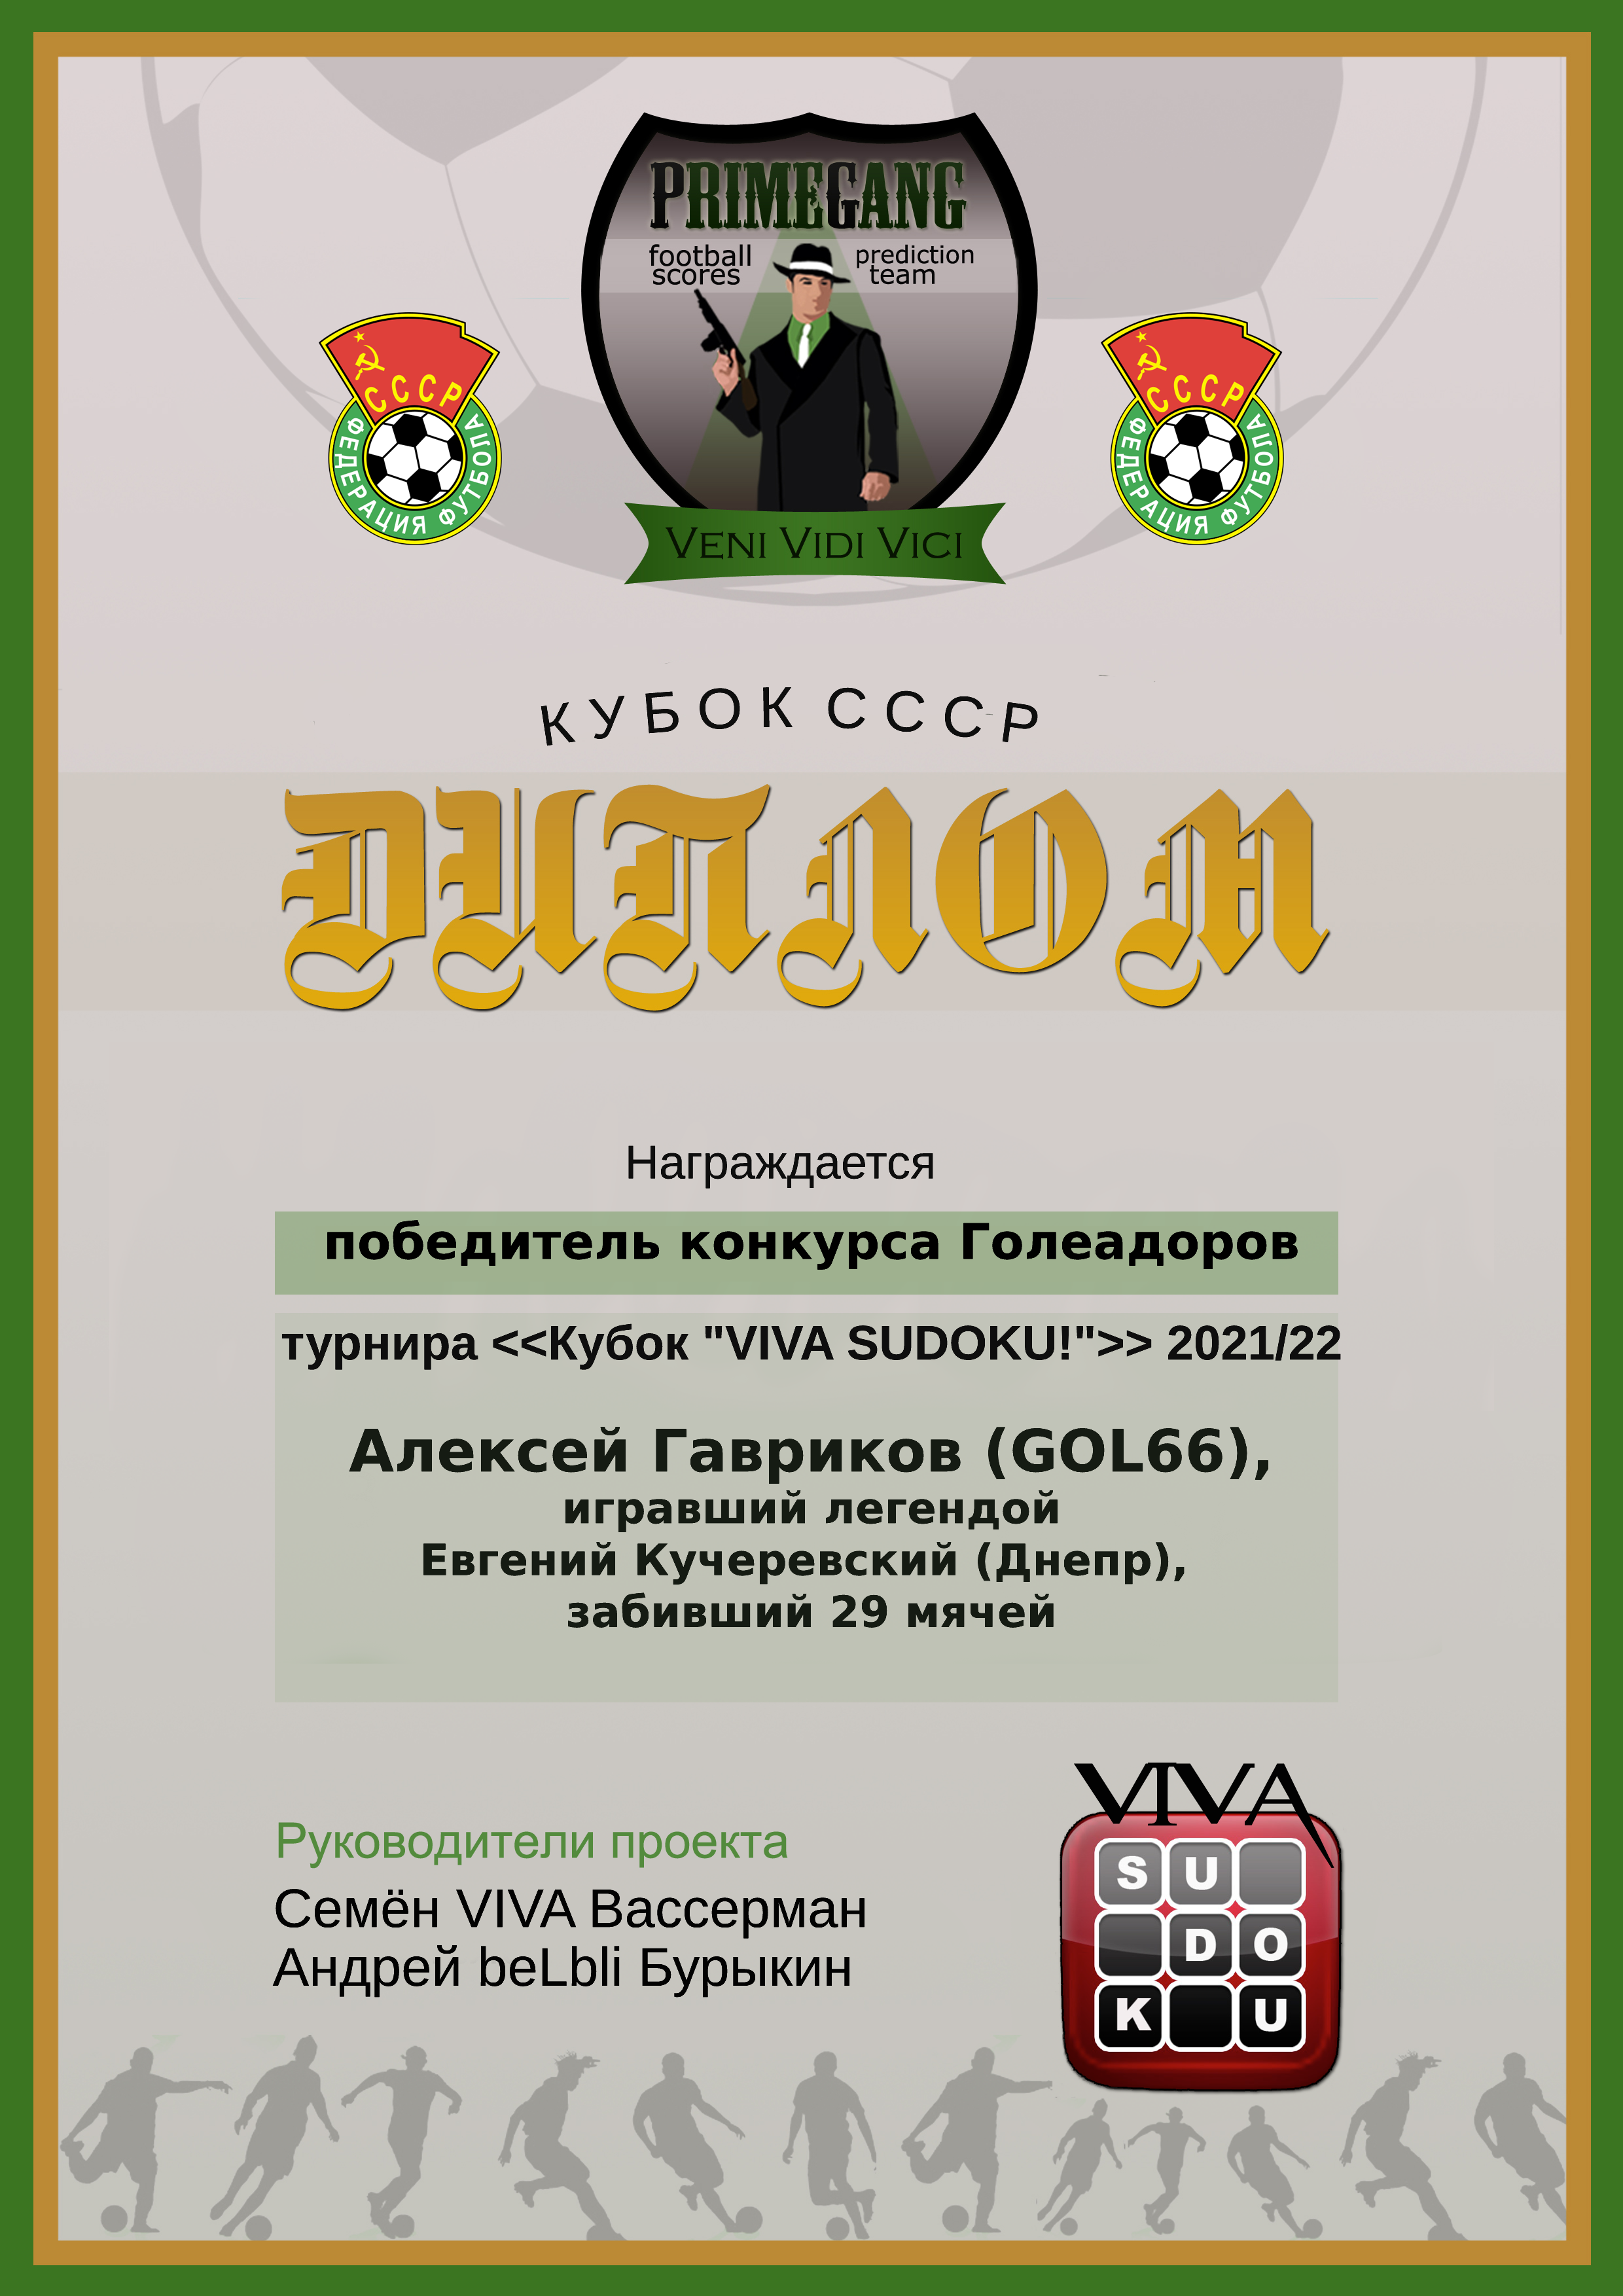 PRIMEGANG
football prediction
scores team
СССР
ФЕДЕРАЦИЯ ФУТБОЛА
СССР
ФЕДЕРАЦИЯ ФУТБОЛА
VENI VIDI VICI
КУБОК СССР
ДИПЛОМ
Награждается
победитель конкурса Голеадоров
турнира <<Кубок "VIVA SUDOKU!">> 2021/22
Алексей Гавриков (GOL66),
игравший легендой
Евгений Кучеревский (Днепр),
забивший 29 мячей
Руководители проекта
Семён VIVA Вассерман
Андрей beLbli Бурыкин
VIVA
SU
DO
K U